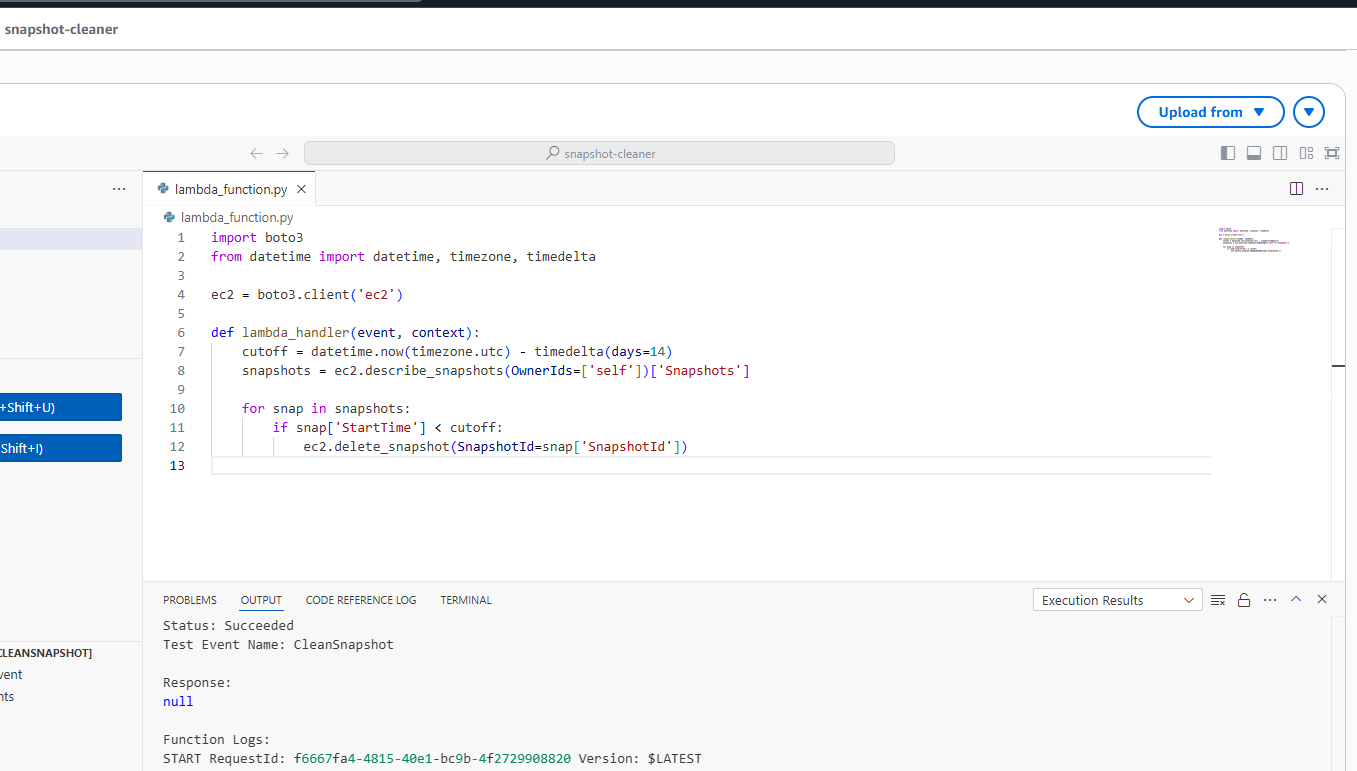 snapshot-cleaner
Upload from
snapshot-cleaner
lambda_function.py
lambda_function.py
+Shift+U)
Shift+I)
1 import boto3
2 from datetime import datetime, timezone, timedelta
3
4 ec2 = boto3.client('ec2')
5
6 def lambda_handler(event, context):
7     cutoff = datetime.now(timezone.utc) - timedelta(days=14)
8     snapshots = ec2.describe_snapshots(OwnerIds=['self'])['Snapshots']
9
10     for snap in snapshots:
11         if snap['StartTime'] < cutoff:
12             ec2.delete_snapshot(SnapshotId=snap['SnapshotId'])
13
CLEANSNAPSHOT]
vent
nts
PROBLEMS OUTPUT CODE REFERENCE LOG TERMINAL
Execution Results
Status: Succeeded
Test Event Name: CleanSnapshot
Response:
null
Function Logs:
START RequestId: f6667fa4-4815-40e1-bc9b-4f2729908820 Version: $LATEST